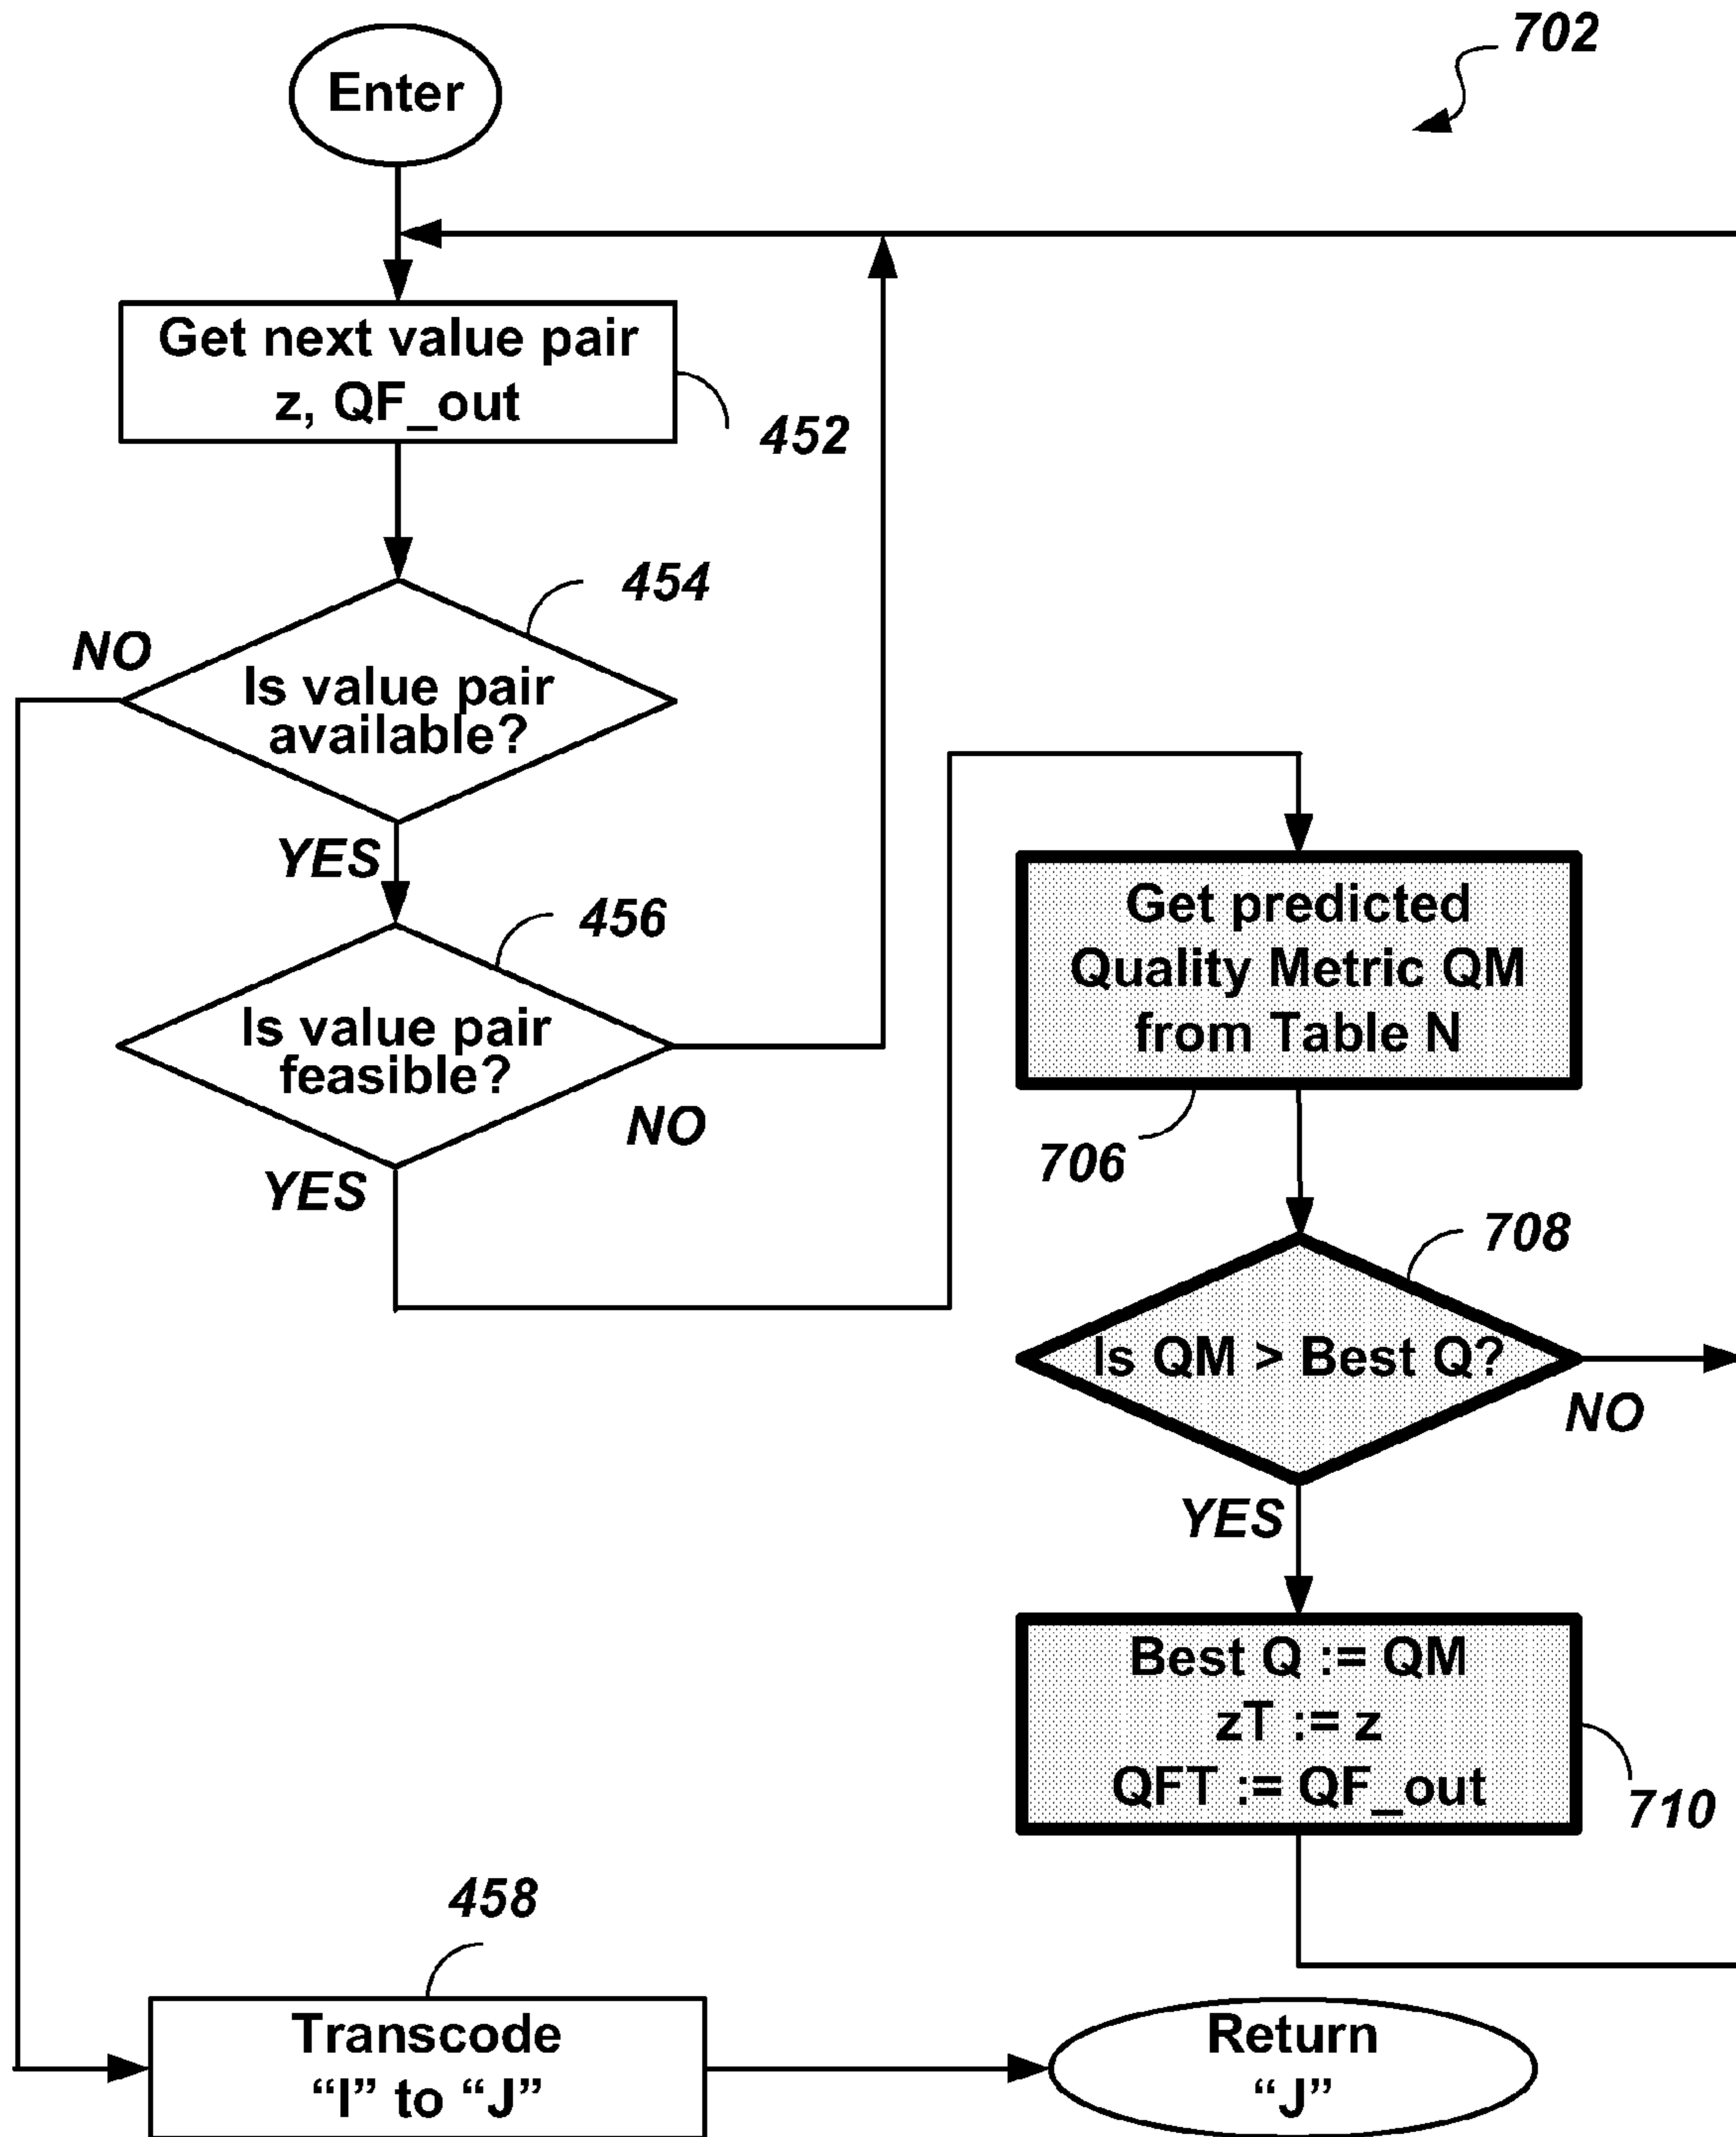 702
Enter
Get next value pair
z, QF_out
452
454
NO
Is value pair
available?
YES
456
Is value pair
feasible?
NO
YES
Get predicted
Quality Metric QM
from Table N
706
708
Is QM > Best Q?
NO
YES
Best Q := QM
zT := z
QFT := QF_out
710
458
Transcode
“I” to “J”
Return
“J”